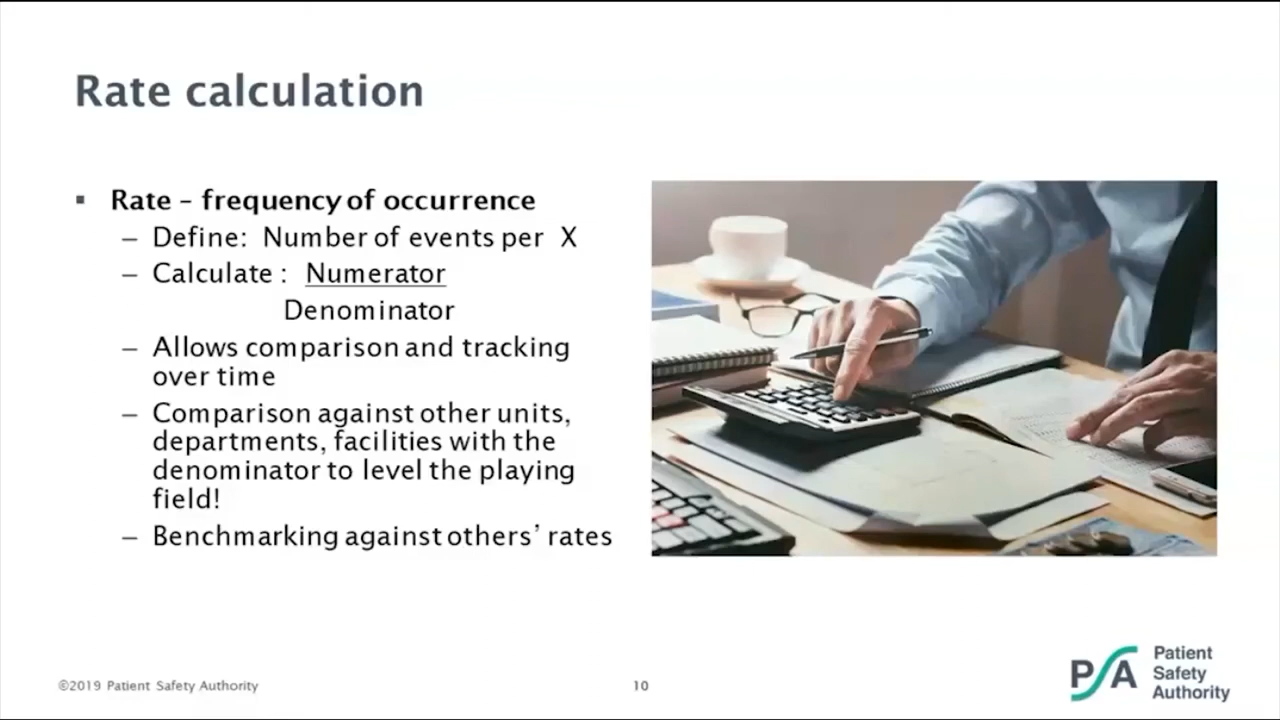 Rate calculation
▪ Rate – frequency of occurrence
– Define: Number of events per X
– Calculate : Numerator
Denominator
– Allows comparison and tracking
over time
– Comparison against other units,
departments, facilities with the
denominator to level the playing
field!
– Benchmarking against others’ rates
©2019 Patient Safety Authority
10
PSA
Patient
Safety
Authority